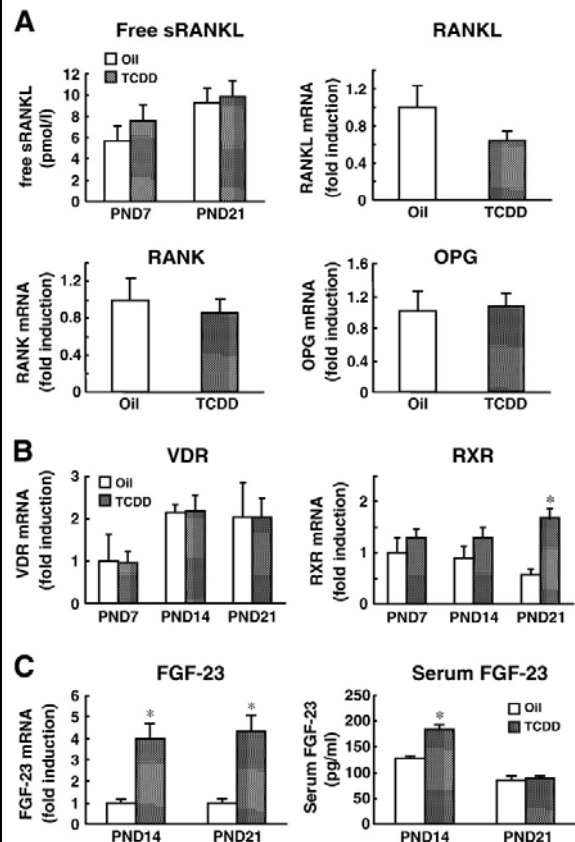 A
Free sRANKL
Oil
TCDD
free sRANKL
(pmol/l)
12
10
8
6
4
2
0
PND7 PND21
RANKL
RANKL mRNA
(fold induction)
1.2
0.8
0.4
0
Oil TCDD
RANK
RANK mRNA
(fold induction)
1.2
0.8
0.4
0
Oil TCDD
OPG
OPG mRNA
(fold induction)
1.6
1.2
0.8
0.4
0
Oil TCDD
B
VDR
Oil
TCDD
VDR mRNA
(fold induction)
3
2
1
0
PND7 PND14 PND21
RXR
RXR mRNA
(fold induction)
2
1
0
*
PND7 PND14 PND21
C
FGF-23
FGF-23 mRNA
(fold induction)
6
5
4
3
2
1
0
* *
PND14 PND21
Serum FGF-23
Oil
TCDD
Serum FGF-23
(pg/ml)
250
200
150
100
50
0
*
PND14 PND21